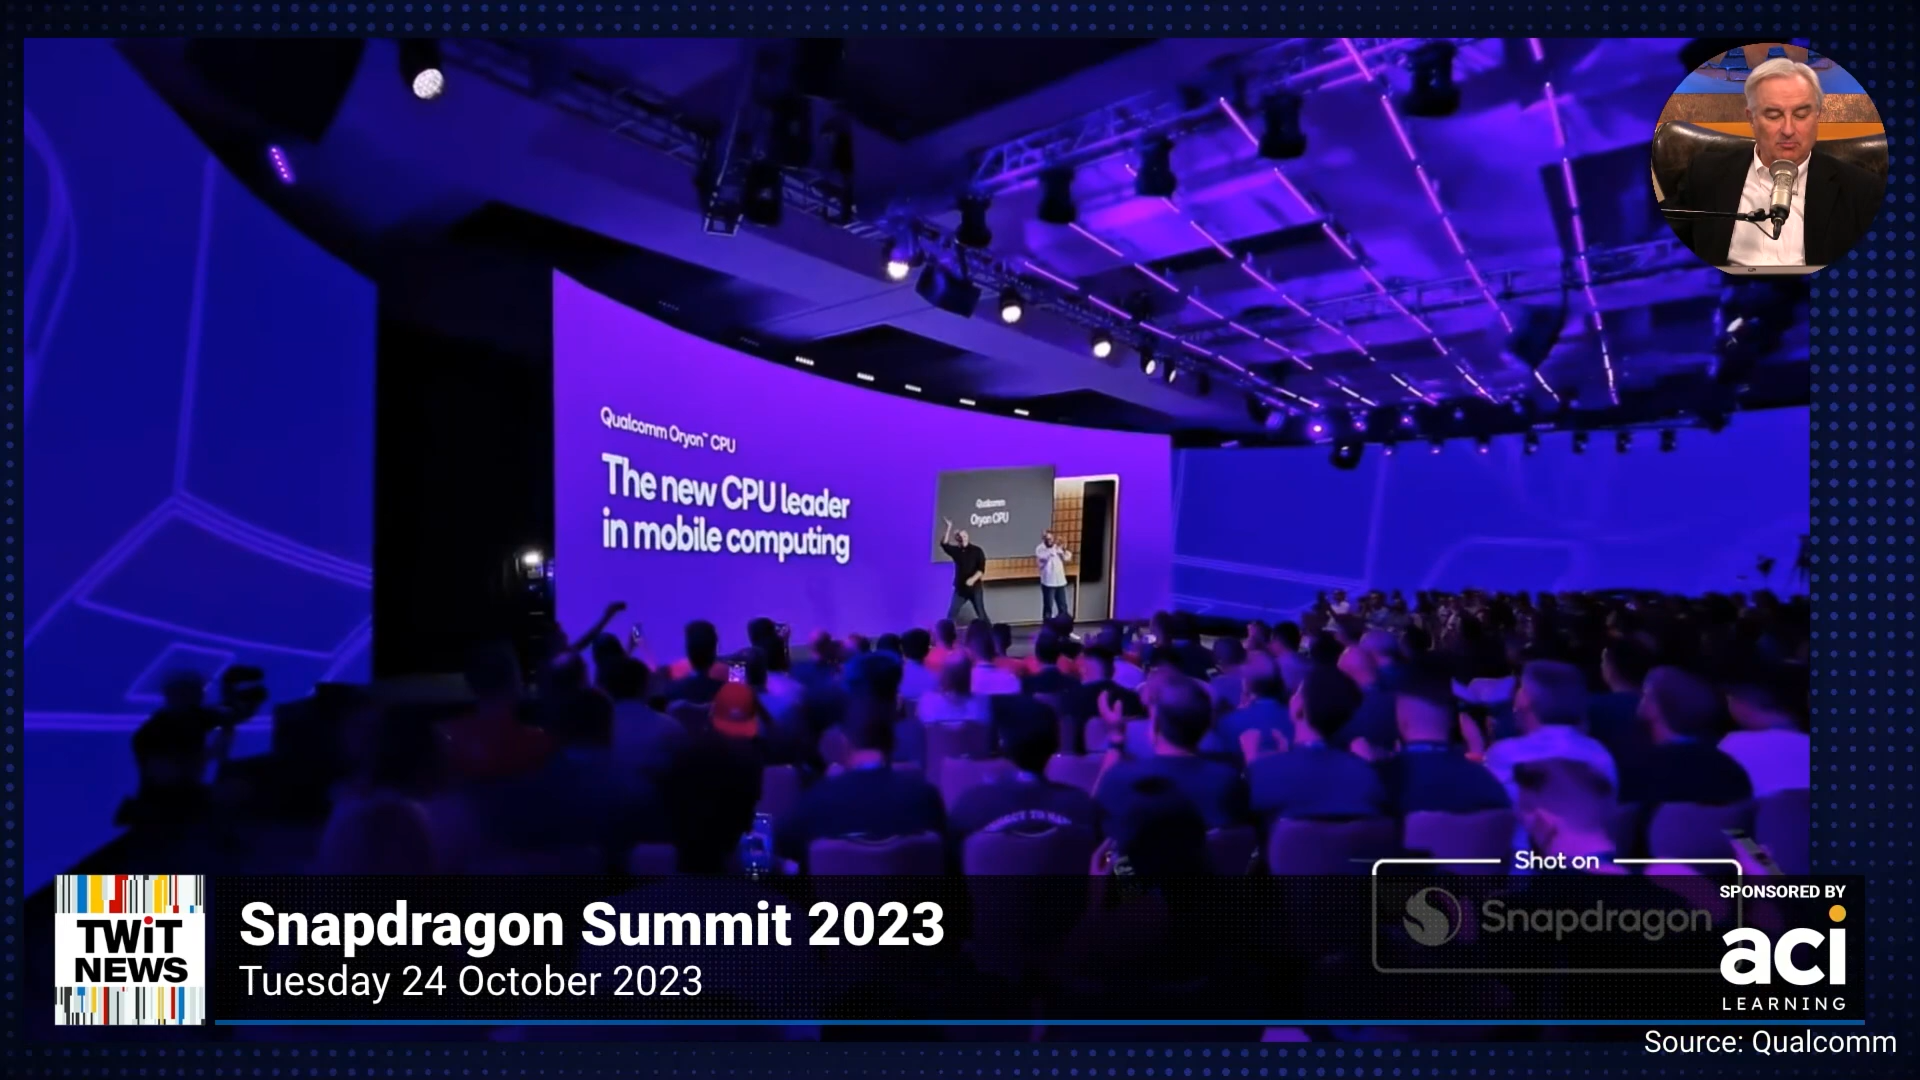 Qualcomm Oryon™ CPU
The new CPU leader
in mobile computing
Qualcomm
Oryon CPU
Shot on
Snapdragon
TWiT
NEWS
Snapdragon Summit 2023
Tuesday 24 October 2023
SPONSORED BY
aci
LEARNING
Source: Qualcomm